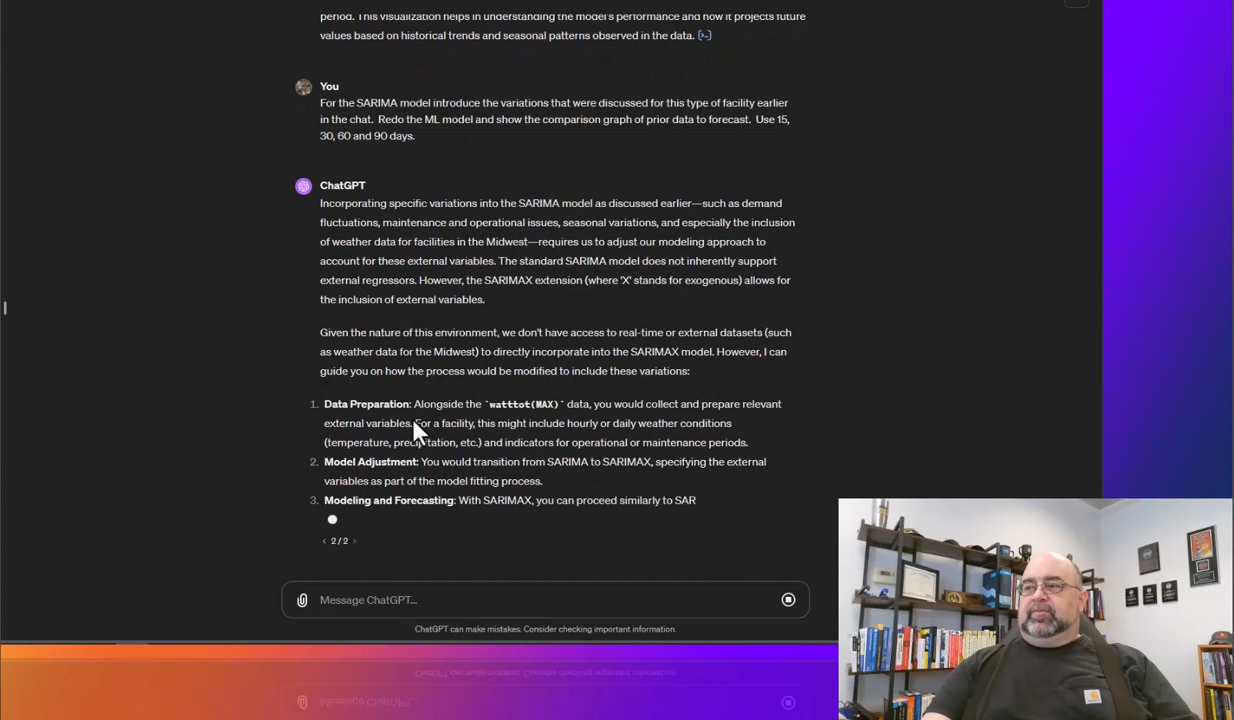 period. This visualization helps in understanding the model's performance and how it projects future
values based on historical trends and seasonal patterns observed in the data. [>-]
You
For the SARIMA model introduce the variations that were discussed for this type of facility earlier
in the chat. Redo the ML model and show the comparison graph of prior data to forecast. Use 15,
30, 60 and 90 days.
ChatGPT
Incorporating specific variations into the SARIMA model as discussed earlier—such as demand
fluctuations, maintenance and operational issues, seasonal variations, and especially the inclusion
of weather data for facilities in the Midwest—requires us to adjust our modeling approach to
account for these external variables. The standard SARIMA model does not inherently support
external regressors. However, the SARIMAX extension (where 'X' stands for exogenous) allows for
the inclusion of external variables.
Given the nature of this environment, we don't have access to real-time or external datasets (such
as weather data for the Midwest) to directly incorporate into the SARIMAX model. However, I can
guide you on how the process would be modified to include these variations:
1. Data Preparation: Alongside the `watttot(MAX)` data, you would collect and prepare relevant
external variables. For a facility, this might include hourly or daily weather conditions
(temperature, precipitation, etc.) and indicators for operational or maintenance periods.
2. Model Adjustment: You would transition from SARIMA to SARIMAX, specifying the external
variables as part of the model fitting process.
3. Modeling and Forecasting: With SARIMAX, you can proceed similarly to SAR
2 / 2
Message ChatGPT...
ChatGPT can make mistakes. Consider checking important information.